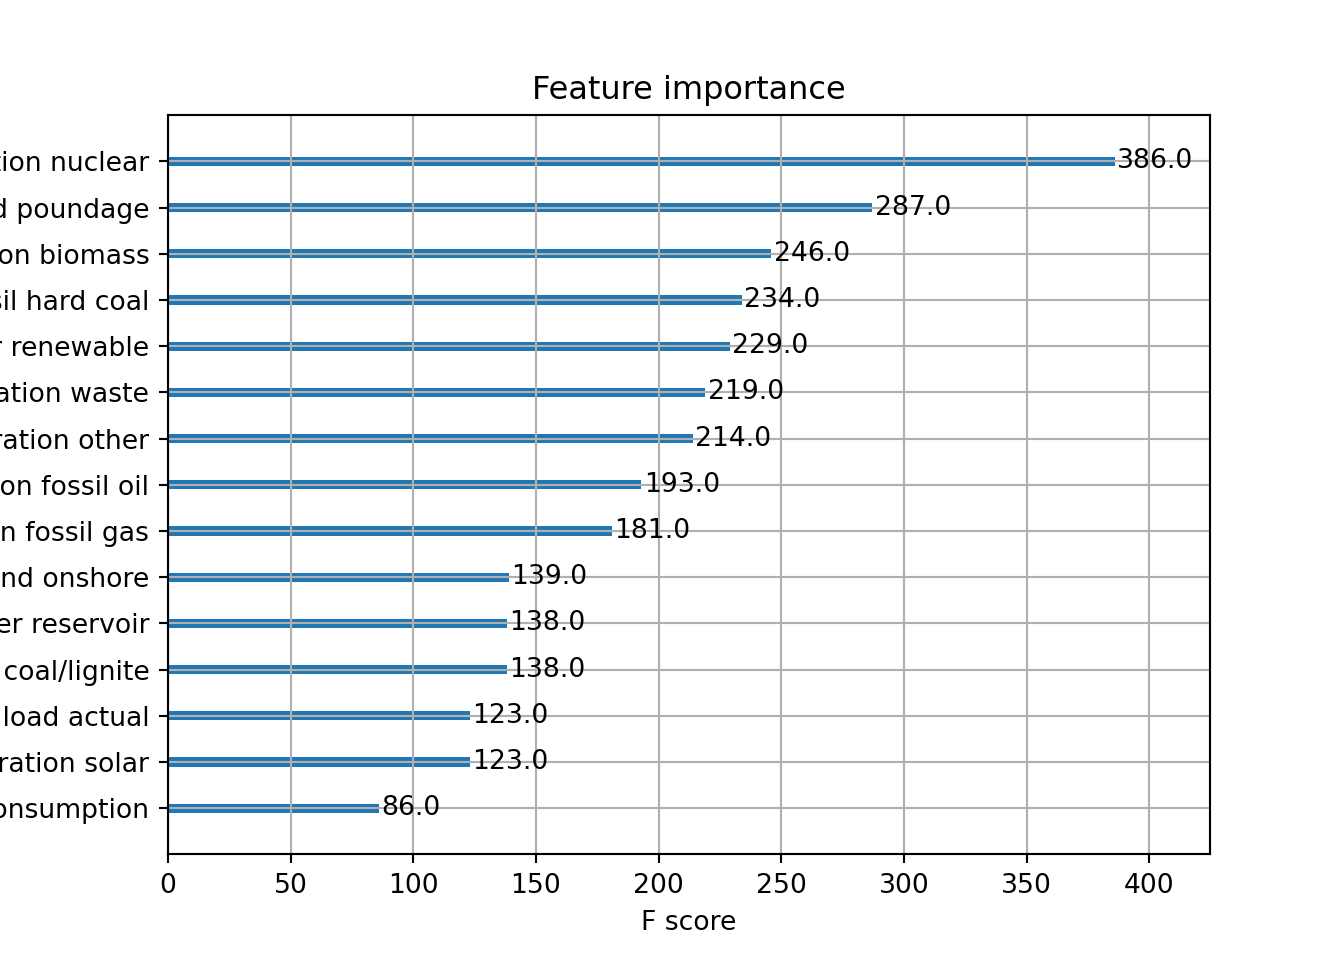 Feature importance
tion nuclear 386.0
d poundage 287.0
on biomass 246.0
sil hard coal 234.0
r renewable 229.0
ation waste 219.0
ration other 214.0
on fossil oil 193.0
n fossil gas 181.0
nd onshore 139.0
er reservoir 138.0
coal/lignite 138.0
load actual 123.0
ration solar 123.0
onsumption 86.0
0 50 100 150 200 250 300 350 400
F score